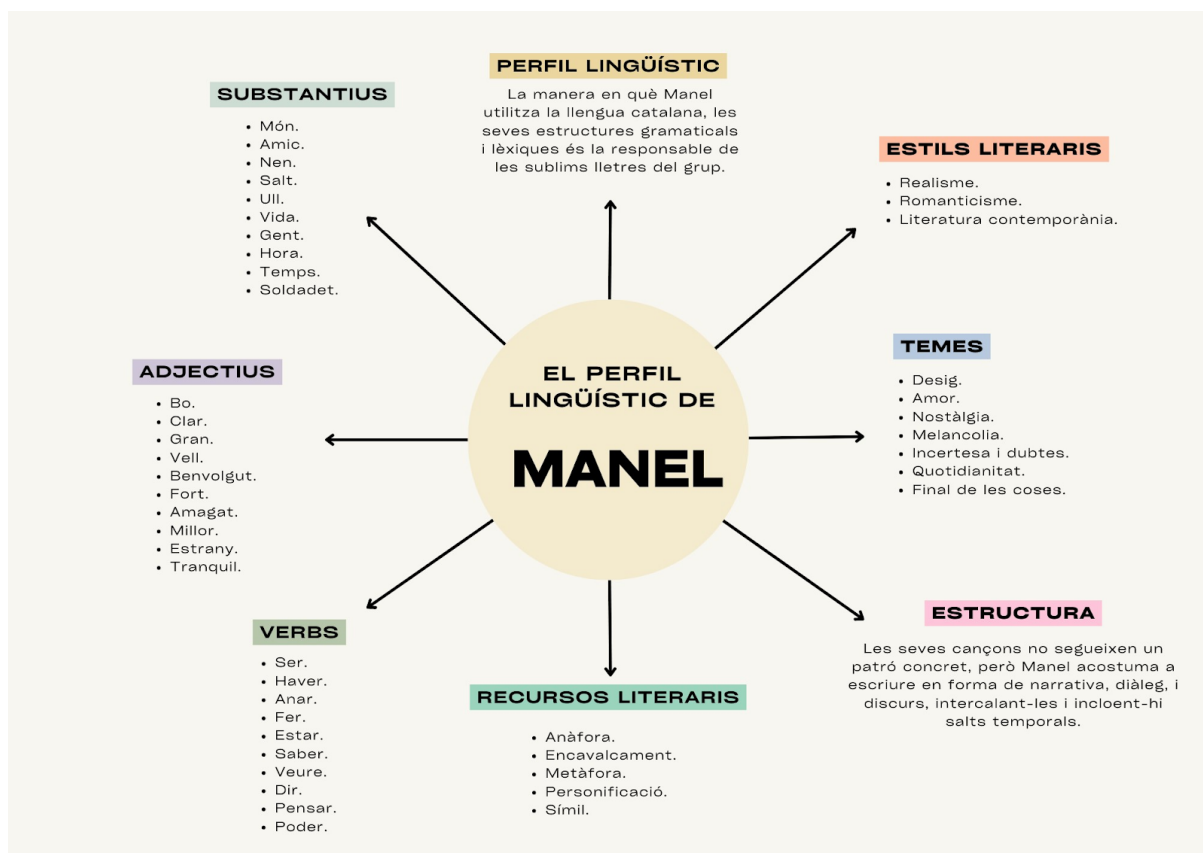 PERFIL LINGÜÍSTIC
La manera en què Manel
utilitza la llengua catalana, les
seves estructures gramaticals
i lèxiques és la responsable de
les sublims lletres del grup.
SUBSTANTIUS
• Món.
• Amic.
• Nen.
• Salt.
• Ull.
• Vida.
• Gent.
• Hora.
• Temps.
• Soldadet.
ESTILS LITERARIS
• Realisme.
• Romanticisme.
• Literatura contemporània.
EL PERFIL
LINGÜÍSTIC DE
MANEL
ADJECTIUS
• Bo.
• Clar.
• Gran.
• Vell.
• Benvolgut.
• Fort.
• Amagat.
• Millor.
• Estrany.
• Tranquil.
TEMES
• Desig.
• Amor.
• Nostàlgia.
• Melancolia.
• Incertesa i dubtes.
• Quotidianitat.
• Final de les coses.
VERBS
• Ser.
• Haver.
• Anar.
• Fer.
• Estar.
• Saber.
• Veure.
• Dir.
• Pensar.
• Poder.
RECURSOS LITERARIS
• Anàfora.
• Encavalcament.
• Metàfora.
• Personificació.
• Símil.
ESTRUCTURA
Les seves cançons no segueixen un
patró concret, però Manel acostuma a
escriure en forma de narrativa, diàleg, i
discurs, intercalant-les i incloent-hi
salts temporals.